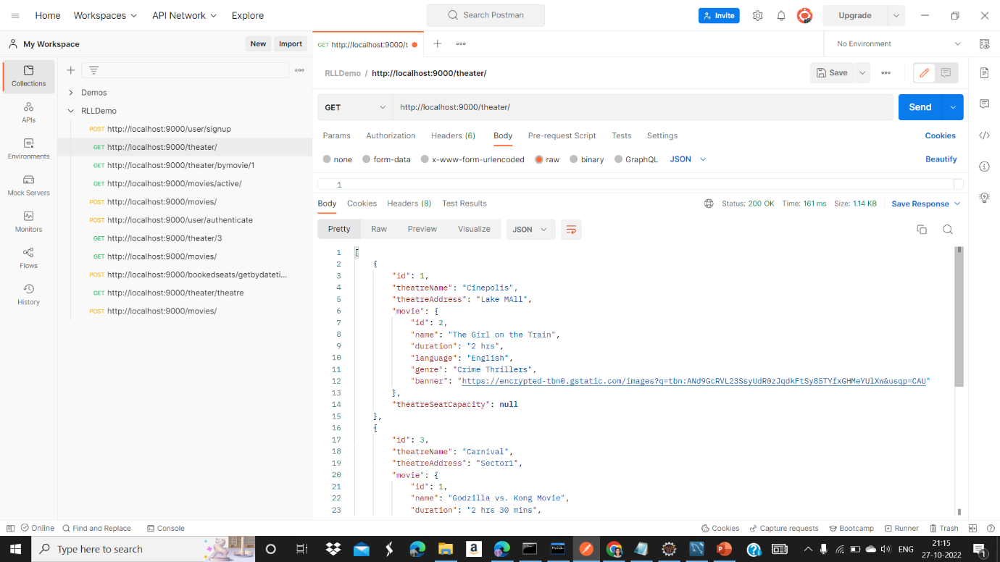 Home Workspaces API Network Explore Search Postman Invite Upgrade
My Workspace New Import GET http://localhost:9000/t No Environment
Collections
APIs
Environments
Mock Servers
Monitors
Flows
History
Demos
RLLDemo
POST http://localhost:9000/user/signup
GET http://localhost:9000/theater/
GET http://localhost:9000/theater/bymovie/1
GET http://localhost:9000/movies/active/
POST http://localhost:9000/movies/
POST http://localhost:9000/user/authenticate
GET http://localhost:9000/theater/3
GET http://localhost:9000/movies/
POST http://localhost:9000/bookedseats/getbydateti...
GET http://localhost:9000/theater/theatre
POST http://localhost:9000/movies/
RLLDemo / http://localhost:9000/theater/ Save
GET http://localhost:9000/theater/ Send
Params Authorization Headers (6) Body Pre-request Script Tests Settings Cookies
none form-data x-www-form-urlencoded raw binary GraphQL JSON Beautify
1
Body Cookies Headers (8) Test Results Status: 200 OK Time: 161 ms Size: 1.14 KB Save Response
Pretty Raw Preview Visualize JSON
1 [
2 {
3 "id": 1,
4 "theatreName": "Cinepolis",
5 "theatreAddress": "Lake MAll",
6 "movie": {
7 "id": 2,
8 "name": "The Girl on the Train",
9 "duration": "2 hrs",
10 "language": "English",
11 "genre": "Crime Thrillers",
12 "banner": "https://encrypted-tbn0.gstatic.com/images?q=tbn:ANd9GcRVL23SsyUdR0zJqdkFtSy85TYfxGHMeYUlXw&usqp=CAU"
13 },
14 "theatreSeatCapacity": null
15 },
16 {
17 "id": 3,
18 "theatreName": "Carnival",
19 "theatreAddress": "Sector1",
20 "movie": {
21 "id": 1,
22 "name": "Godzilla vs. Kong Movie",
23 "duration": "2 hrs 30 mins",
Online Find and Replace Console Cookies Capture requests Bootcamp Runner Trash
Type here to search ENG 21:15
27-10-2022 1